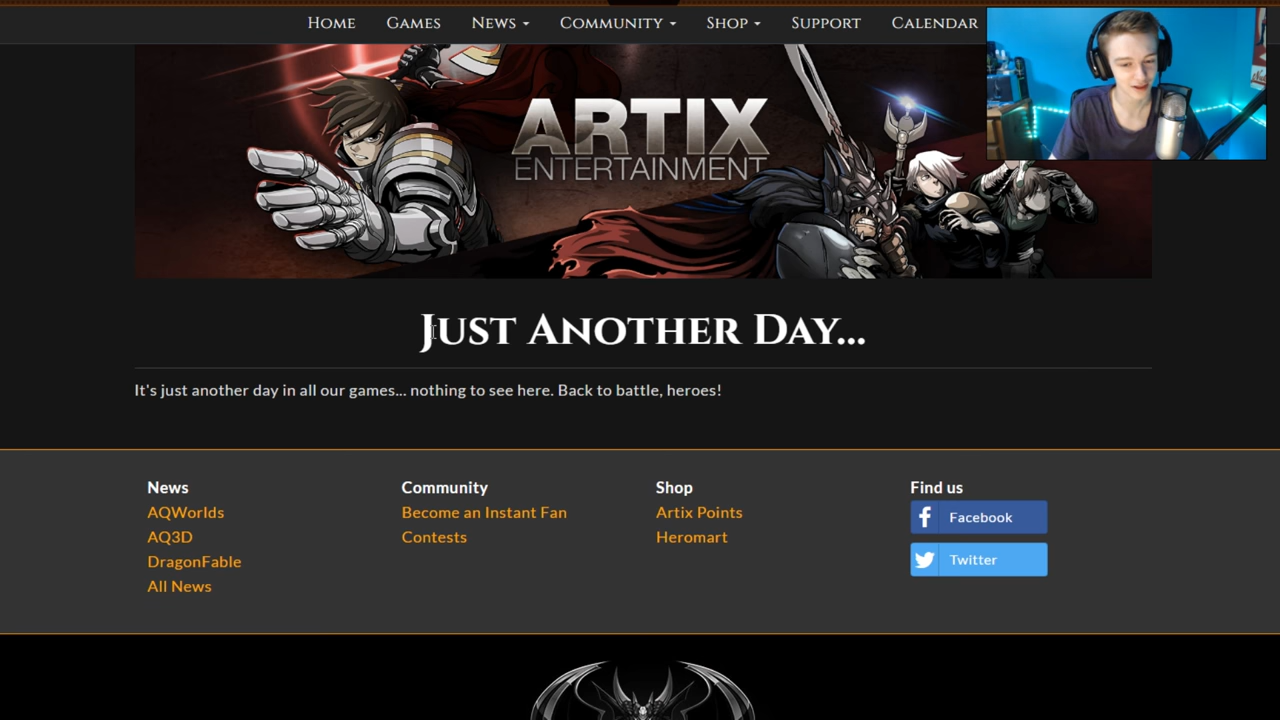 Home Games News Community Shop Support Calendar
ARTIX
ENTERTAINMENT
Just Another Day...
It's just another day in all our games... nothing to see here. Back to battle, heroes!
News Community Shop Find us
AQWorlds Become an Instant Fan Artix Points Facebook
AQ3D Contests Heromart
DragonFable Twitter
All News